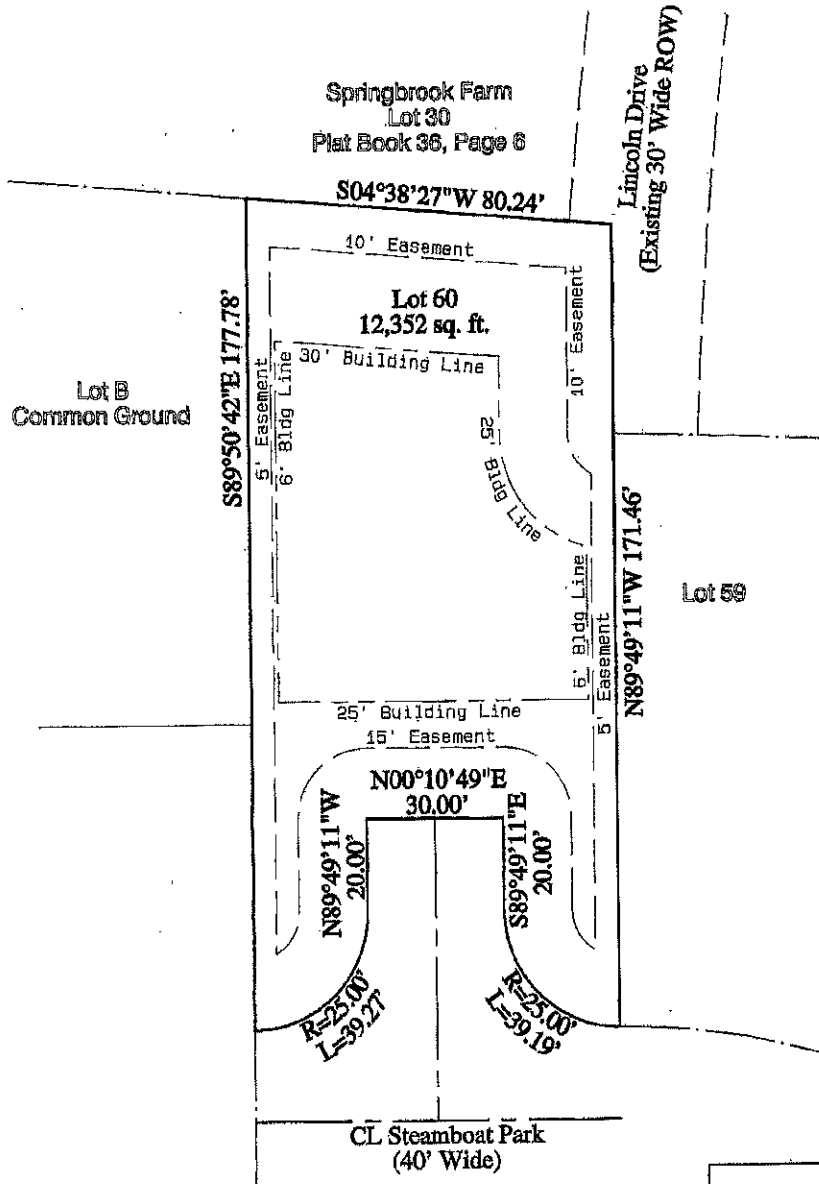 Springbrook Farm
Lot 30
Plat Book 36, Page 6
Lincoln Drive
(Existing 30' Wide ROW)
S04°38'27"W 80.24'
10' Easement
Lot 60
12,352 sq. ft.
10' Easement
30' Building Line
S89°50'42"E 177.78'
5' Easement
6' Bldg Line
Lot B
Common Ground
25' Bldg Line
6' Bldg Line
5' Easement
N89°49'11"W 171.46'
Lot 59
25' Building Line
15' Easement
N00°10'49"E
30.00'
N89°49'11"W
20.00'
S89°49'11"E
20.00'
R=25.00'
L=39.27'
R=25.00'
L=39.19'
CL Steamboat Park
(40' Wide)